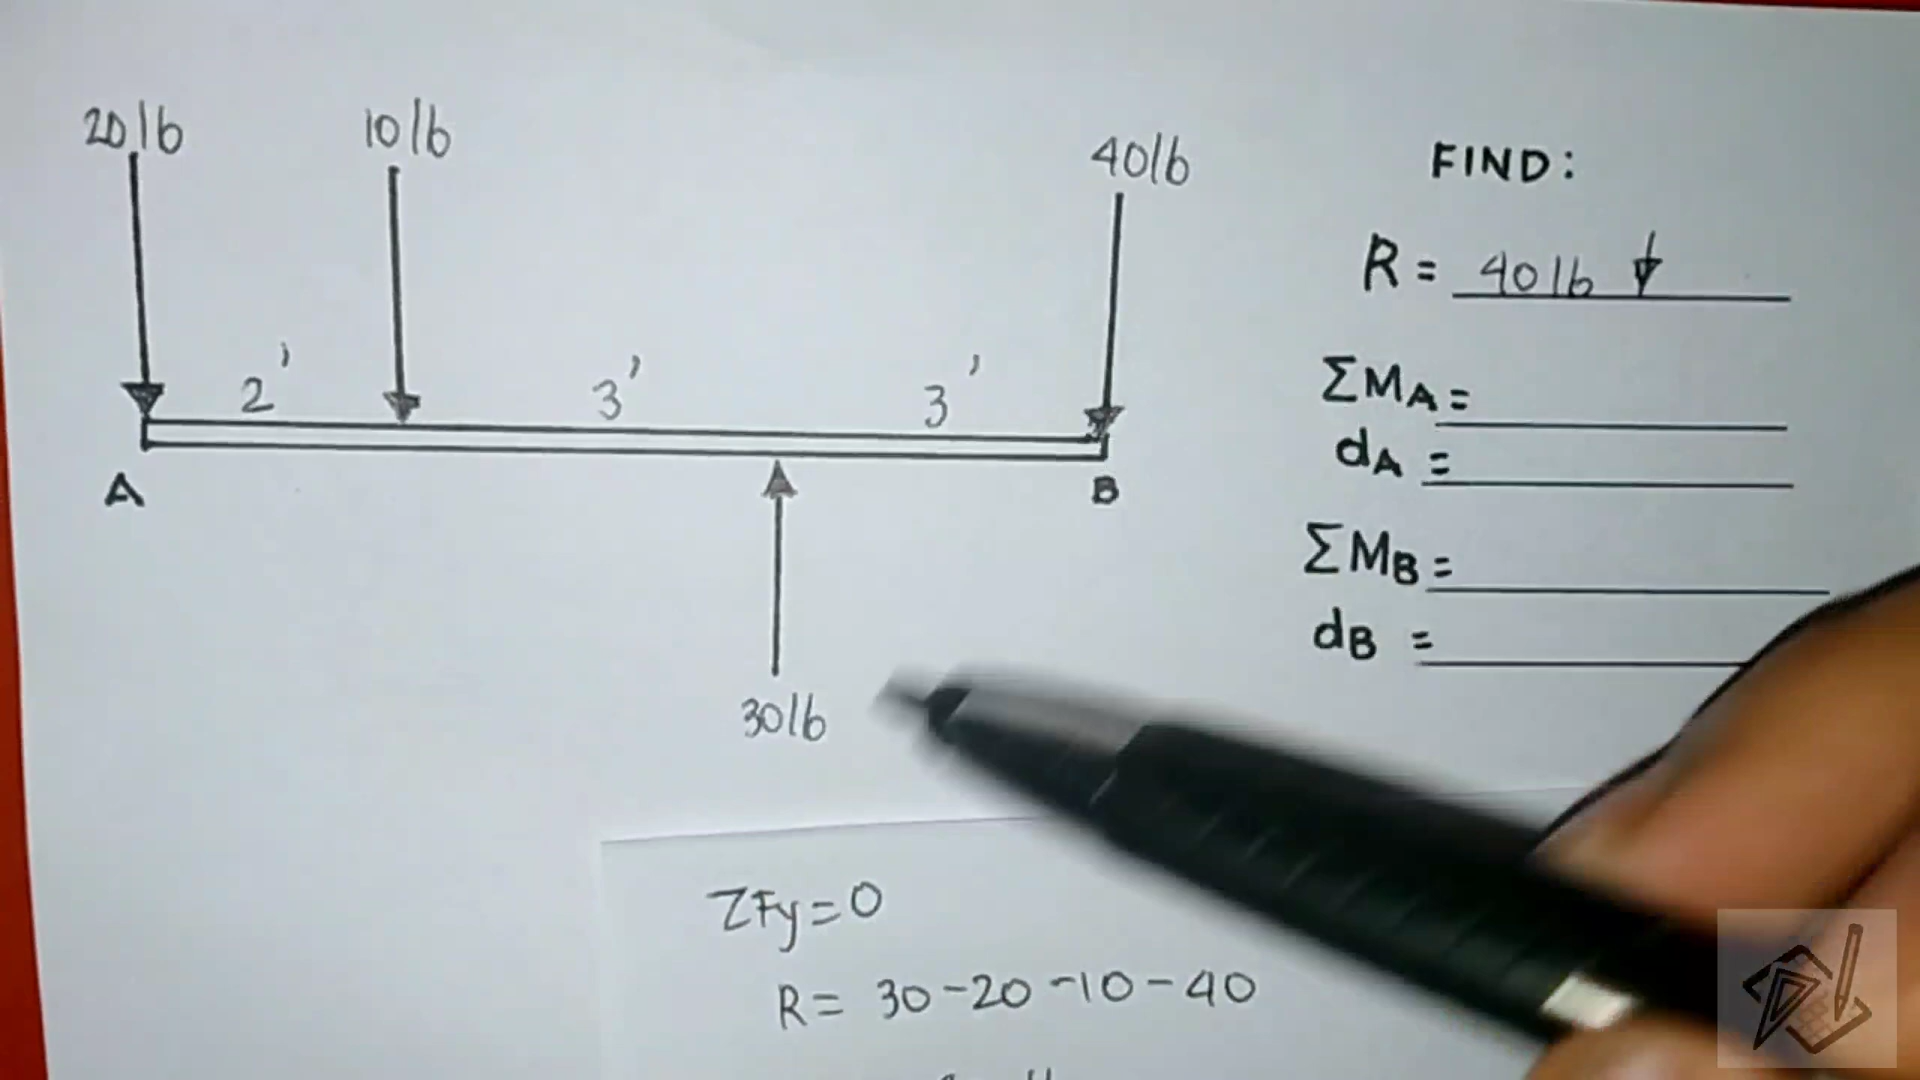 20lb 10lb 40lb
2' 3' 3'
A B
30lb
FIND:
R = 40lb ↓
ΣMA =
dA =
ΣMB =
dB =
ΣFy = 0
R = 30-20-10-40